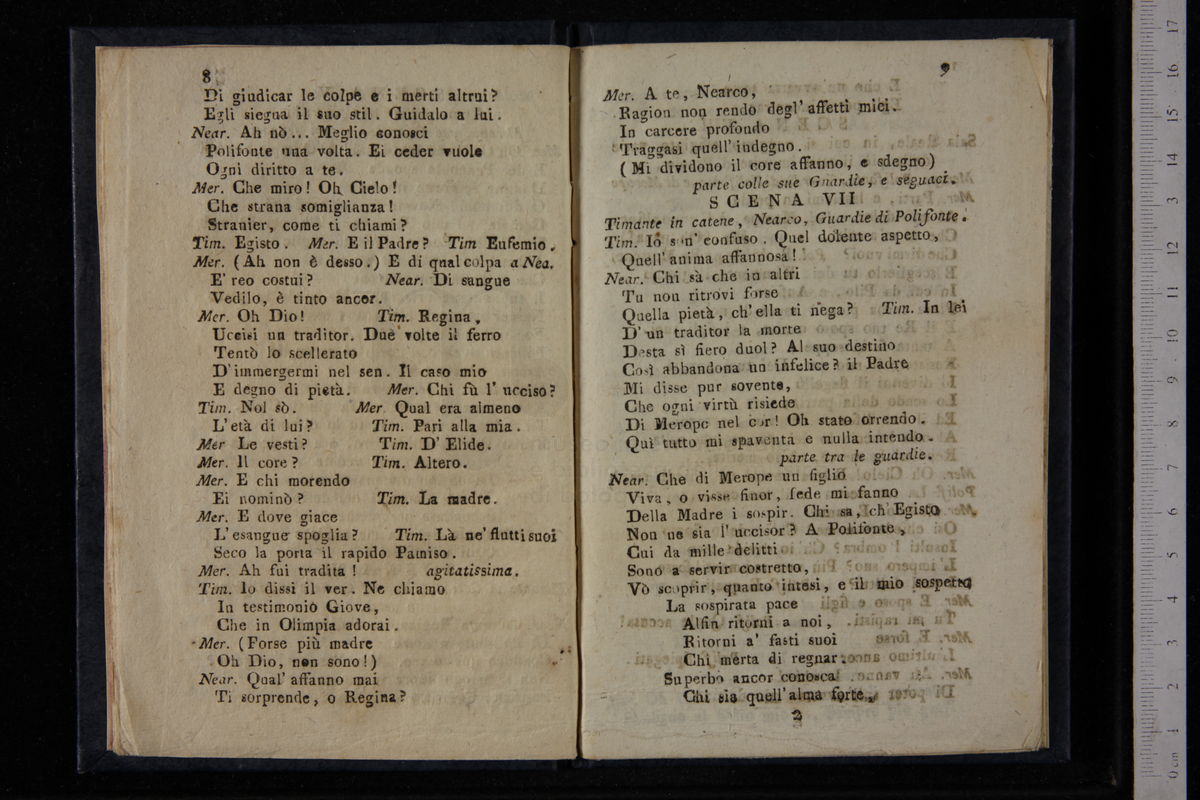 8
Di giudicar le colpe e i merti altrui?
Egli siegua il suo stil. Guidalo a lui.
Near. Ah nò... Meglio conosci
Polifonte una volta. Ei ceder vuole
Ogni diritto a te.
Mer. Che miro! Oh Cielo!
Che strana somiglianza!
Stranier, come ti chiami?
Tim. Egisto. Mer. E il Padre? Tim Eufemio.
Mer. (Ah non è desso.) E di qual colpa a Nea.
E' reo costui? Near. Di sangue
Vedilo, è tinto ancor.
Mer. Oh Dio! Tim. Regina,
Uccisi un traditor. Due volte il ferro
Tentò lo scellerato
D'immergermi nel sen. Il caso mio
E degno di pietà. Mer. Chi fù l' ucciso?
Tim. Nol sò. Mer Qual era almeno
L'età di lui? Tim. Pari alla mia.
Mer Le vesti? Tim. D' Elide.
Mer. Il core? Tim. Altero.
Mer. E chi morendo
Ei nominò? Tim. La madre.
Mer. E dove giace
L'esangue spoglia? Tim. Là ne' flutti suoi
Seco la porta il rapido Pamiso.
Mer. Ah fui tradita! agitatissima.
Tim. Io dissi il ver. Ne chiamo
In testimonio Giove,
Che in Olimpia adorai.
Mer. (Forse più madre
Oh Dio, non sono!)
Near. Qual' affanno mai
Ti sorprende, o Regina?
9
Mer. A te, Nearco,
Ragion non rendo degl' affetti miei.
In carcere profondo
Traggasi quell' indegno.
(Mi dividono il core affanno, e sdegno)
parte colle sue Guardie, e seguaci.
SCENA VII
Timante in catene, Nearco, Guardie di Polifonte.
Tim. Io son' confuso. Quel dolente aspetto,
Quell' anima affannosa!
Near. Chi sà che in altri
Tu non ritrovi forse
Quella pietà, ch' ella ti nega? Tim. In lei
D' un traditor la morte
Desta sì fiero duol? Al suo destino
Così abbandona un infelice? il Padre
Mi disse pur sovente,
Che ogni virtù risiede
Di Merope nel cor! Oh stato orrendo.
Quì tutto mi spaventa e nulla intendo.
parte tra le guardie.
Near. Che di Merope un figlio
Viva, o visse finor, fede mi fanno
Della Madre i sospir. Chi sa, ch' Egisto
Non ne sia l' uccisor? A Polifonte,
Cui da mille delitti
Sono a servir costretto,
Vò scoprir, quanto intesi, e il mio sospetto
La sospirata pace
Alfin ritorni a noi,
Ritorni a' fasti suoi
Chi merta di regnar:
Superbo ancor conosca
Chi sia quell' alma forte,
2